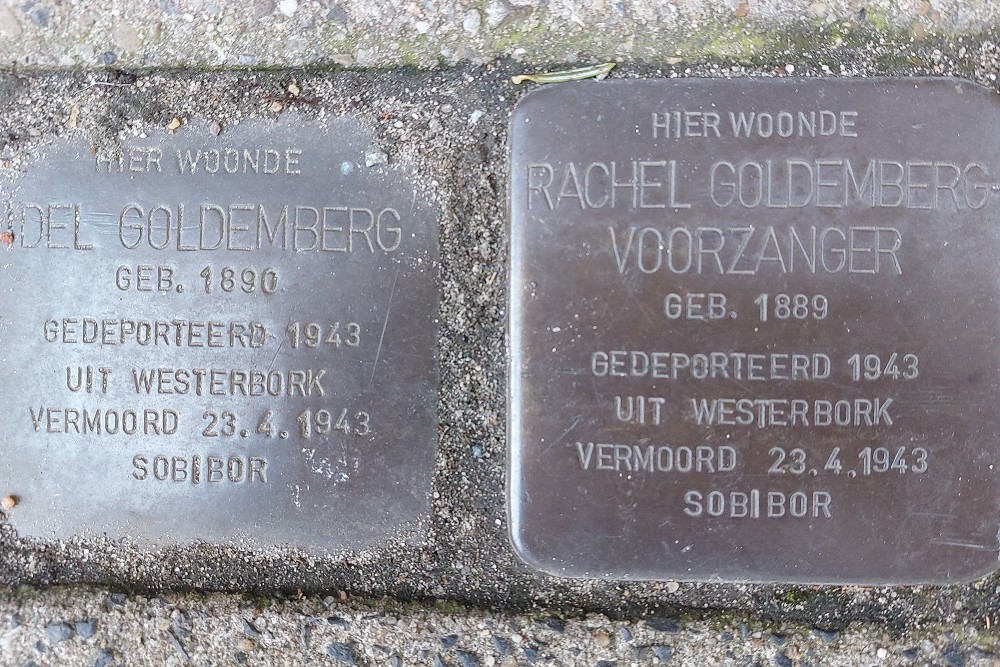 HIER WOONDE
DEL GOLDEMBERG
GEB. 1890
GEDEPORTEERD 1943
UIT WESTERBORK
VERMOORD 23.4.1943
SOBIBOR
HIER WOONDE
RACHEL GOLDEMBERG-
VOORZANGER
GEB. 1889
GEDEPORTEERD 1943
UIT WESTERBORK
VERMOORD 23.4.1943
SOBIBOR